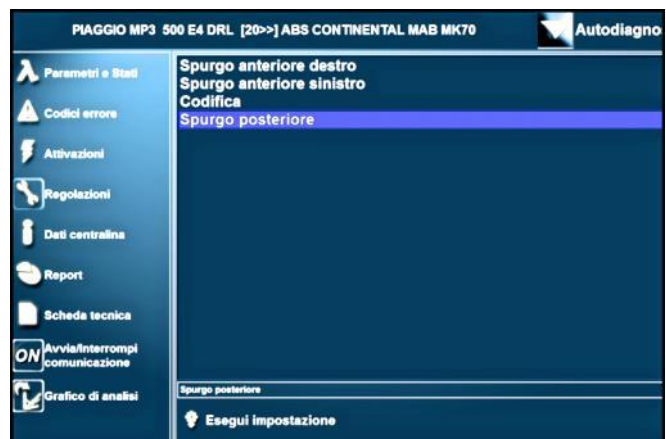 PIAGGIO MP3 500 E4 DRL [20>>] ABS CONTINENTAL MAB MK70
Autodiagno
Parametri e Stati
Codici errore
Attivazioni
Regolazioni
Dati centralina
Report
Scheda tecnica
ON Avvia/Interrompi
comunicazione
Grafico di analisi
Spurgo anteriore destro
Spurgo anteriore sinistro
Codifica
Spurgo posteriore
Spurgo posteriore
Esegui impostazione